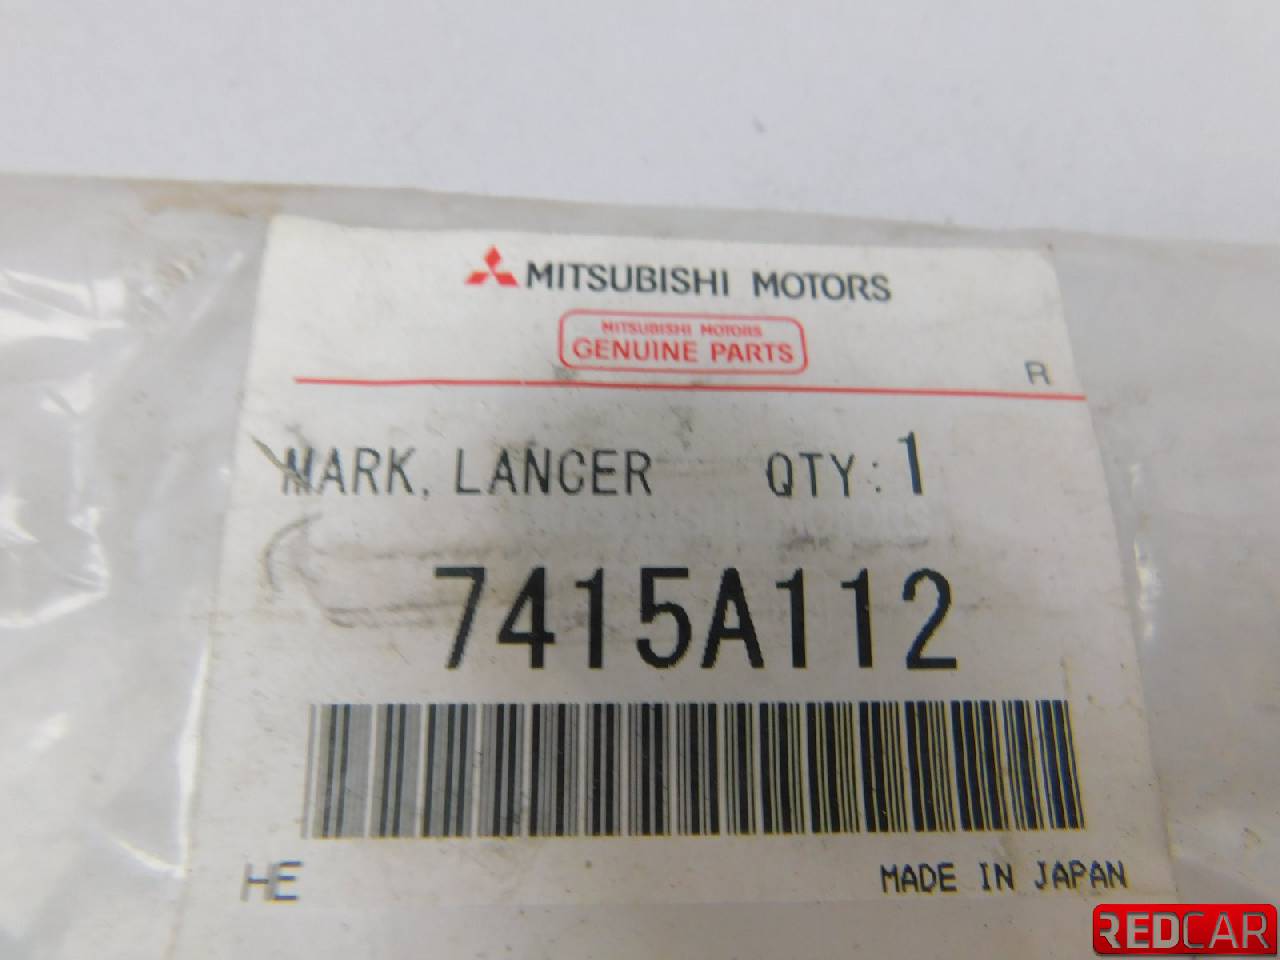 MITSUBISHI MOTORS
MITSUBISHI MOTORS
GENUINE PARTS
R
MARK, LANCER QTY: 1
7415A112
HE
MADE IN JAPAN
REDCAR